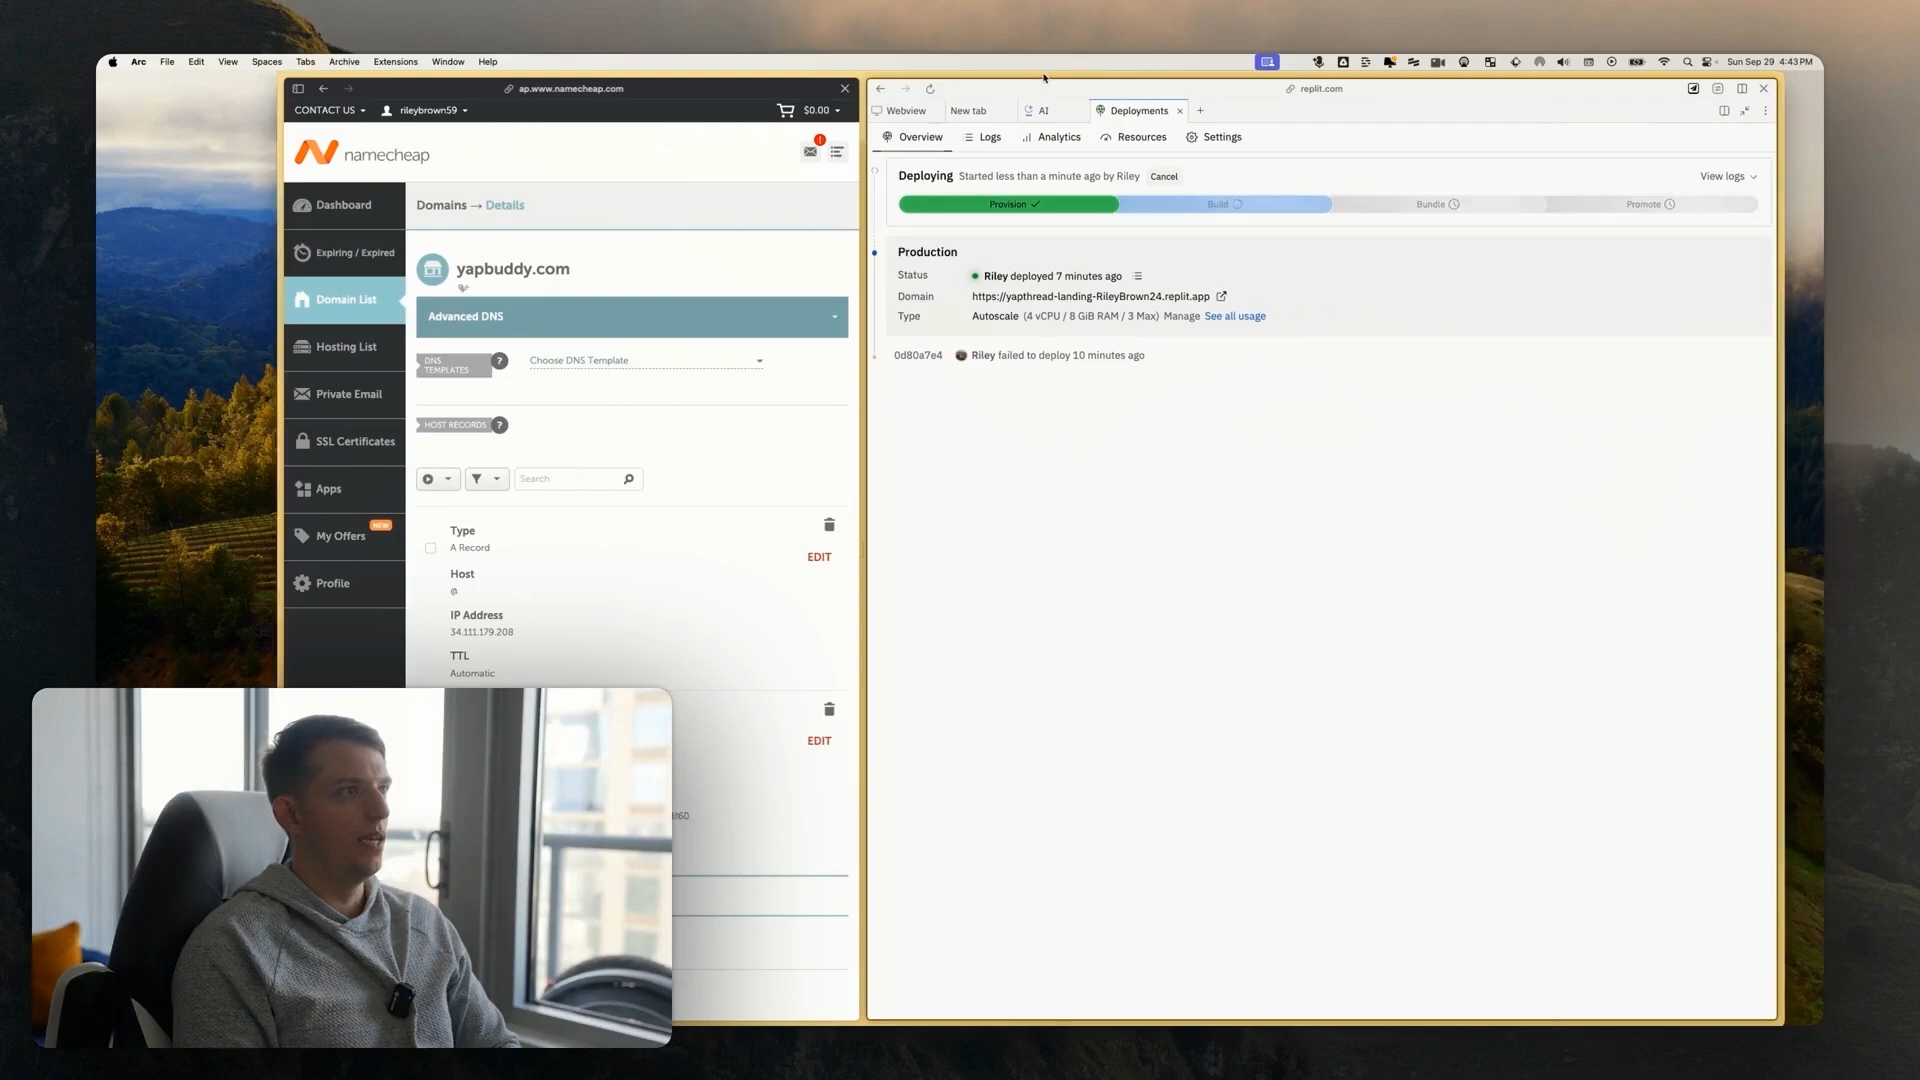 Arc File Edit View Spaces Tabs Archive Extensions Window Help
Sun Sep 29 4:43PM
ap.www.namecheap.com
CONTACT US
rileybrown59
$0.00
namecheap
!
Dashboard
Expiring / Expired
Domain List
Hosting List
Private Email
SSL Certificates
Apps
NEW
My Offers
Profile
Domains → Details
yapbuddy.com
Advanced DNS
DNS
TEMPLATES
?
Choose DNS Template
HOST RECORDS
?
Search
Type
A Record
EDIT
Host
@
IP Address
34.111.179.208
TTL
Automatic
EDIT
replit.com
Webview
New tab
AI
Deployments
Overview
Logs
Analytics
Resources
Settings
Deploying Started less than a minute ago by Riley Cancel
View logs
Provision
Build
Bundle
Promote
Production
Status Riley deployed 7 minutes ago
Domain https://yapthread-landing-RileyBrown24.replit.app
Type Autoscale (4 vCPU / 8 GiB RAM / 3 Max) Manage See all usage
0d80a7e4 Riley failed to deploy 10 minutes ago